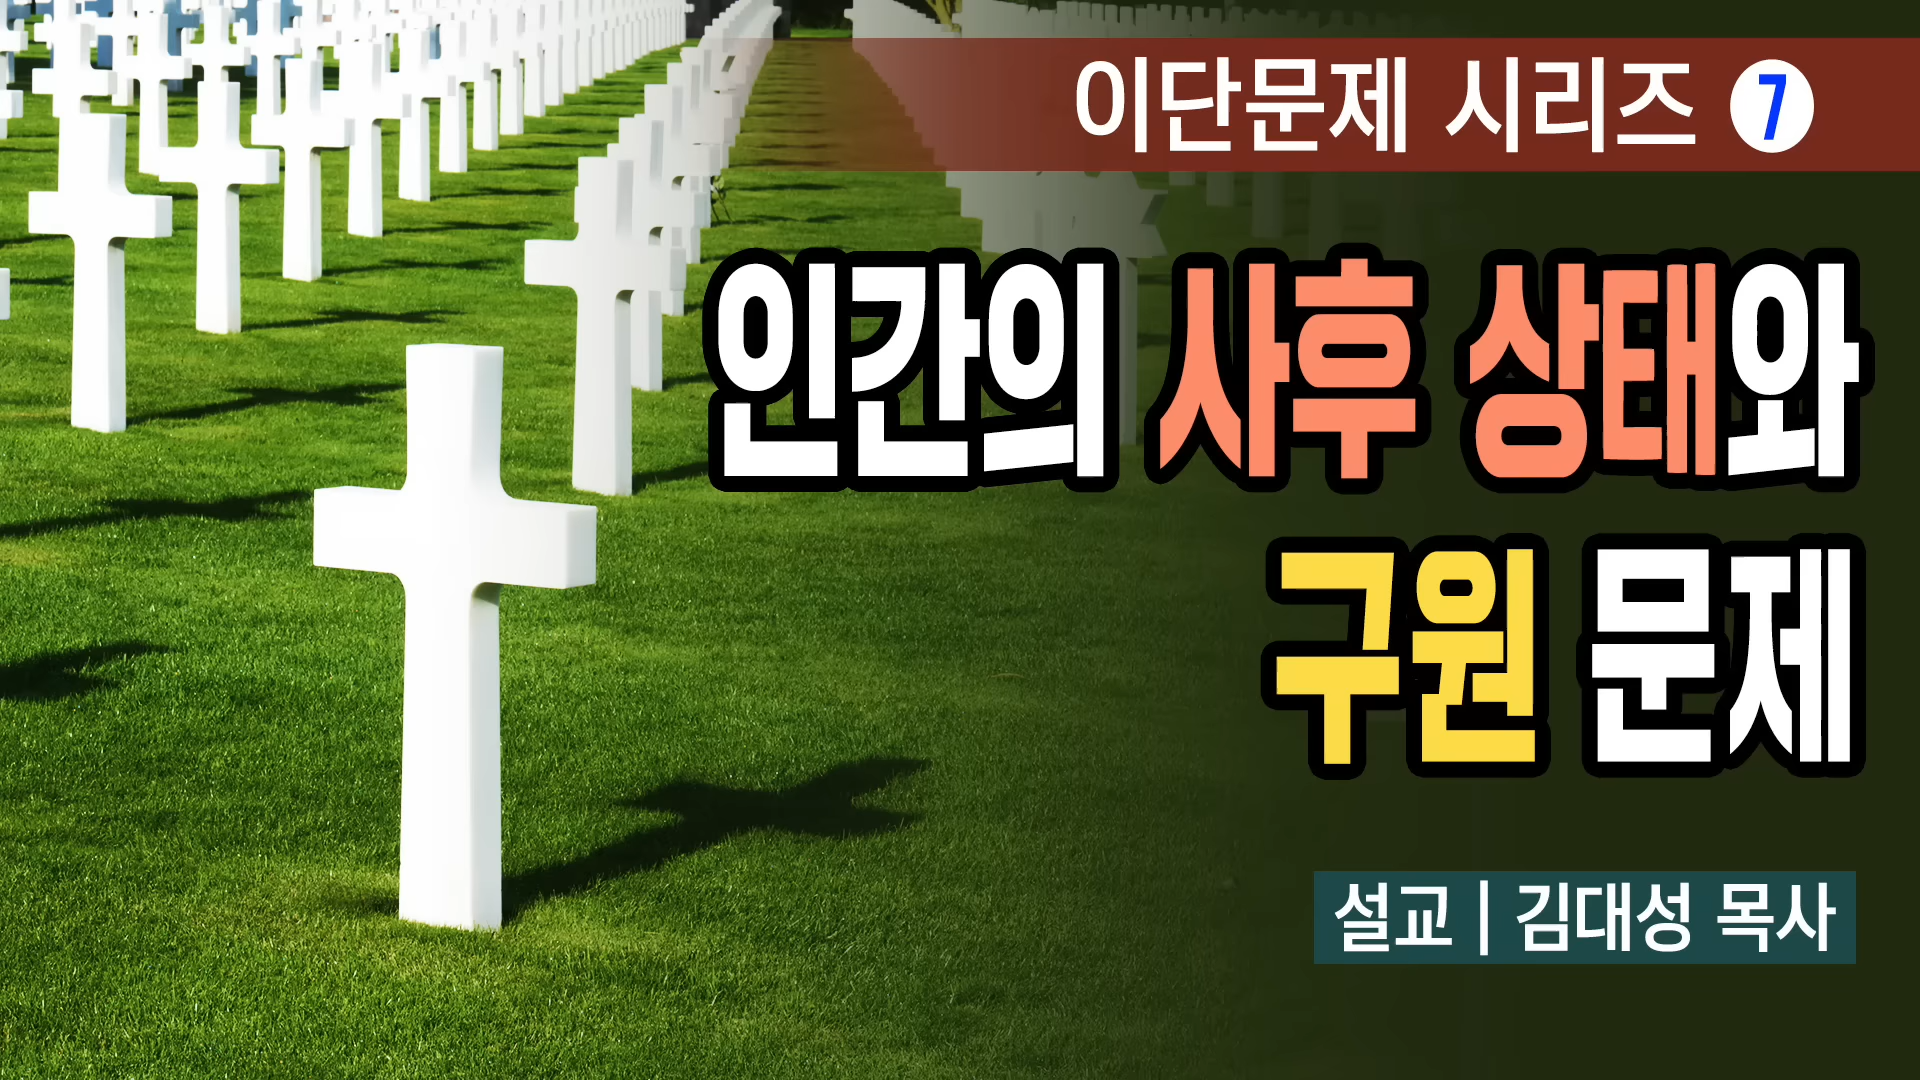 이단문제 시리즈 7
인간의 사후 상태와
구원 문제
설교 | 김대성 목사